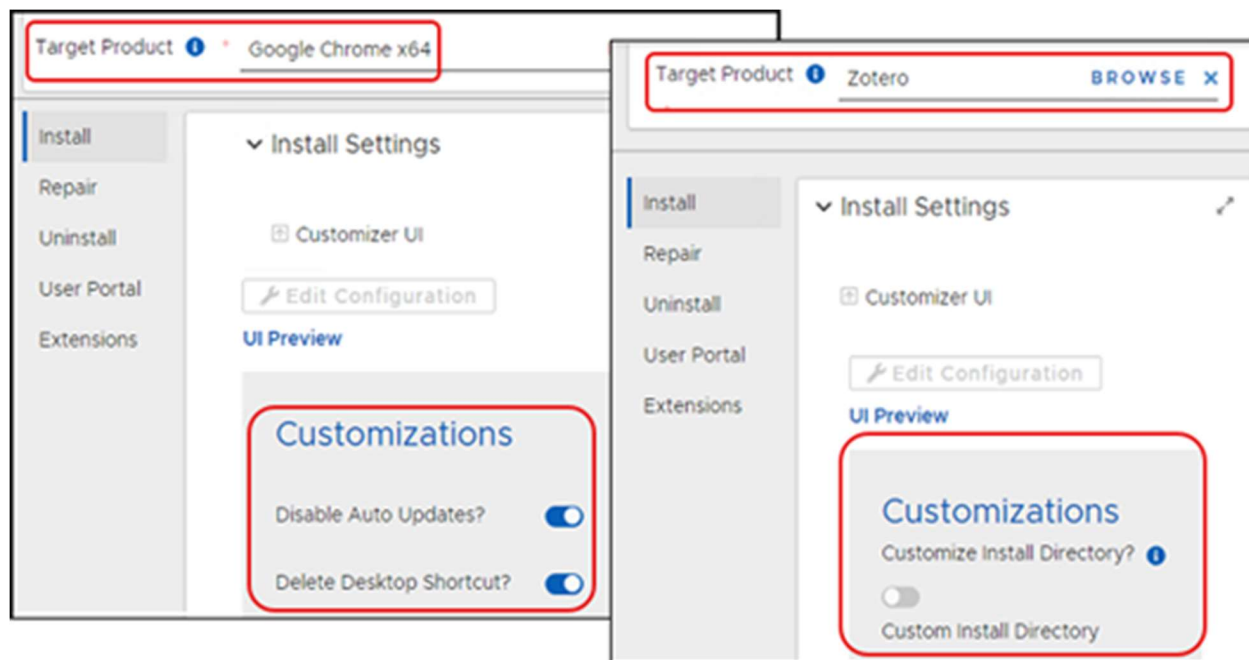 Target Product * Google Chrome x64
Install
Repair
Uninstall
User Portal
Extensions
Install Settings
Customizer UI
Edit Configuration
UI Preview
Customizations
Disable Auto Updates?
Delete Desktop Shortcut?
Target Product Zotero BROWSE ×
Install
Repair
Uninstall
User Portal
Extensions
Install Settings
Customizer UI
Edit Configuration
UI Preview
Customizations
Customize Install Directory?
Custom Install Directory